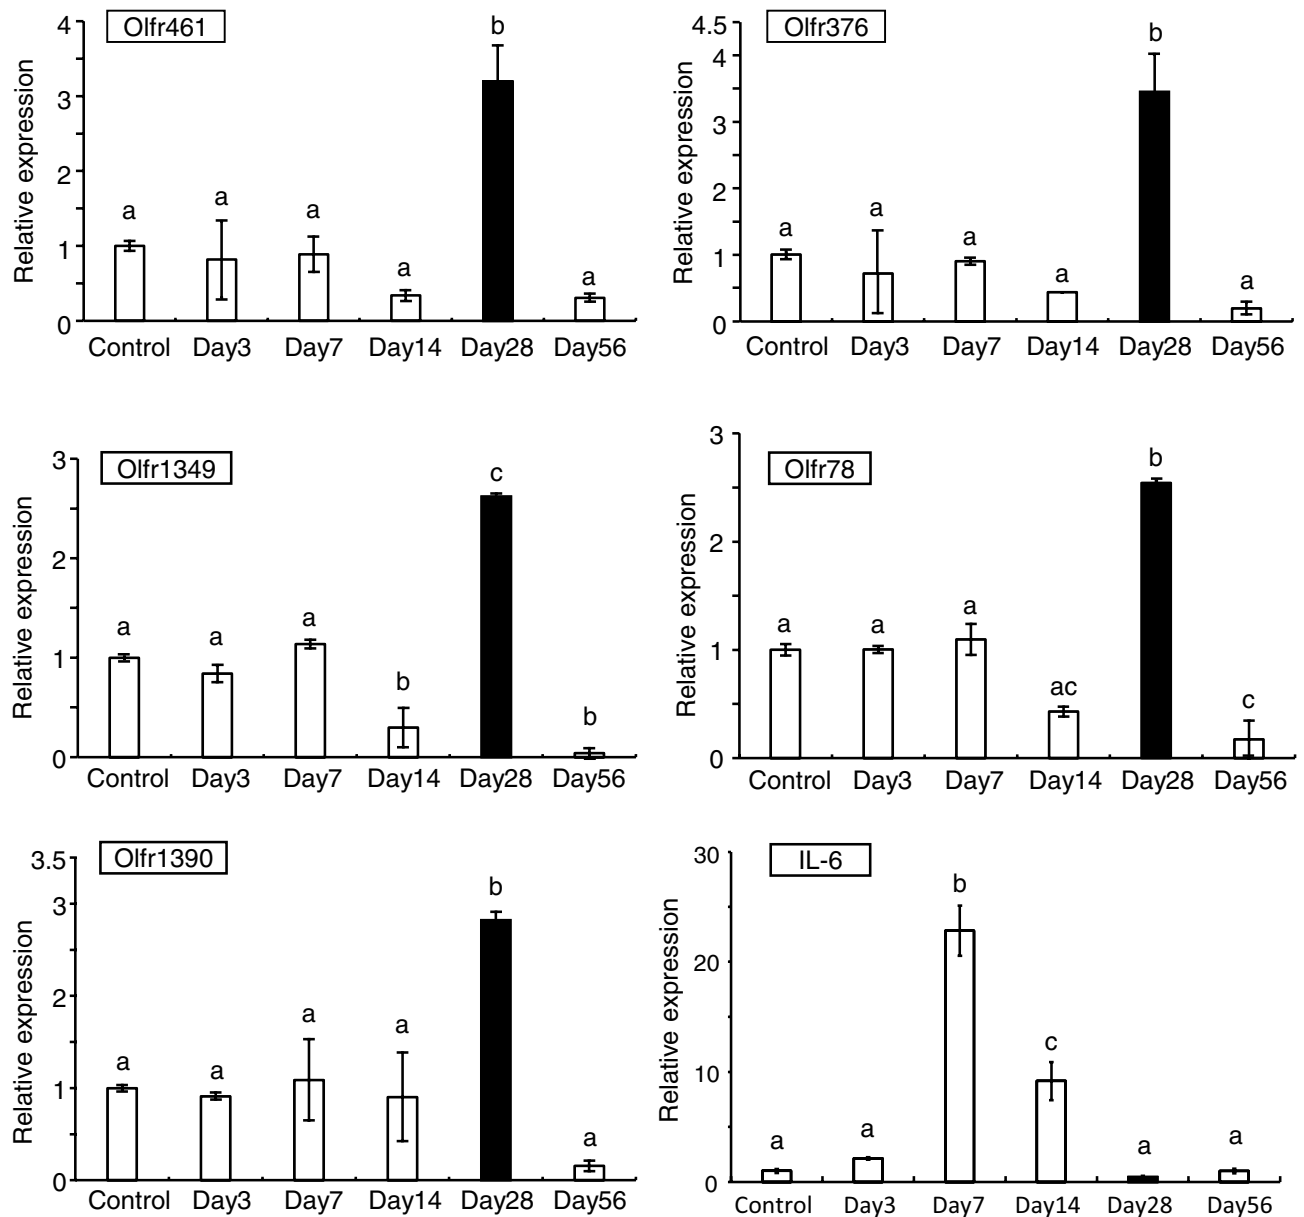 Olfr461
Relative expression
4
3
2
1
0
a
a
a
a
b
a
Control Day3 Day7 Day14 Day28 Day56
Olfr376
Relative expression
4.5
4
3
2
1
0
a
a
a
a
b
a
Control Day3 Day7 Day14 Day28 Day56
Olfr1349
Relative expression
3
2
1
0
a
a
a
b
c
b
Control Day3 Day7 Day14 Day28 Day56
Olfr78
Relative expression
3
2
1
0
a
a
a
ac
b
c
Control Day3 Day7 Day14 Day28 Day56
Olfr1390
Relative expression
3.5
3
2
1
0
a
a
a
a
b
a
Control Day3 Day7 Day14 Day28 Day56
IL-6
Relative expression
30
20
10
0
a
a
b
c
a
a
Control Day3 Day7 Day14 Day28 Day56